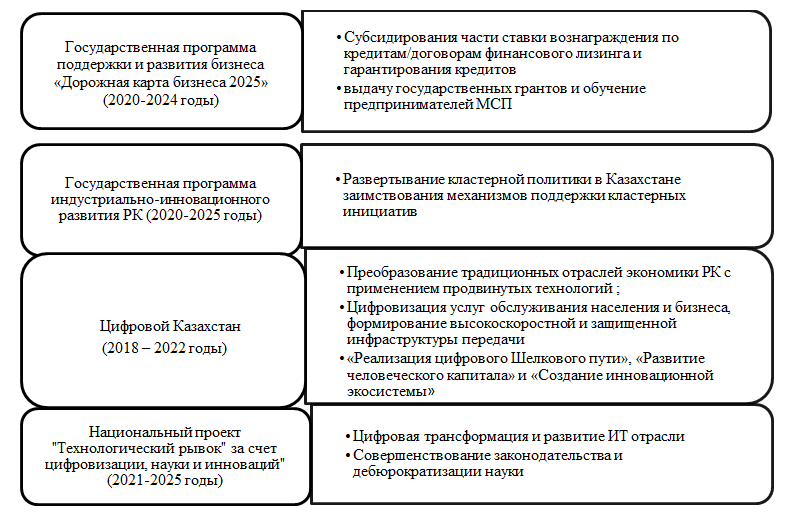 Государственная программа
поддержки и развития бизнеса
«Дорожная карта бизнеса 2025»
(2020-2024 годы)
• Субсидирования части ставки вознаграждения по
кредитам/договорам финансового лизинга и
гарантирования кредитов
• выдачу государственных грантов и обучение
предпринимателей МСП
Государственная программа
индустриально-инновационного
развития РК (2020-2025 годы)
• Развертывание кластерной политики в Казахстане
заимствования механизмов поддержки кластерных
инициатив
Цифровой Казахстан
(2018 – 2022 годы)
• Преобразование традиционных отраслей экономики РК с
применением продвинутых технологий ;
• Цифровизация услуг обслуживания населения и бизнеса,
формирование высокоскоростной и защищенной
инфраструктуры передачи
• «Реализация цифрового Шелкового пути», «Развитие
человеческого капитала» и «Создание инновационной
экосистемы»
Национальный проект
"Технологический рывок" за счет
цифровизации, науки и инноваций"
(2021-2025 годы)
• Цифровая трансформация и развитие ИТ отрасли
• Совершенствование законодательства и
дебюрократизации науки